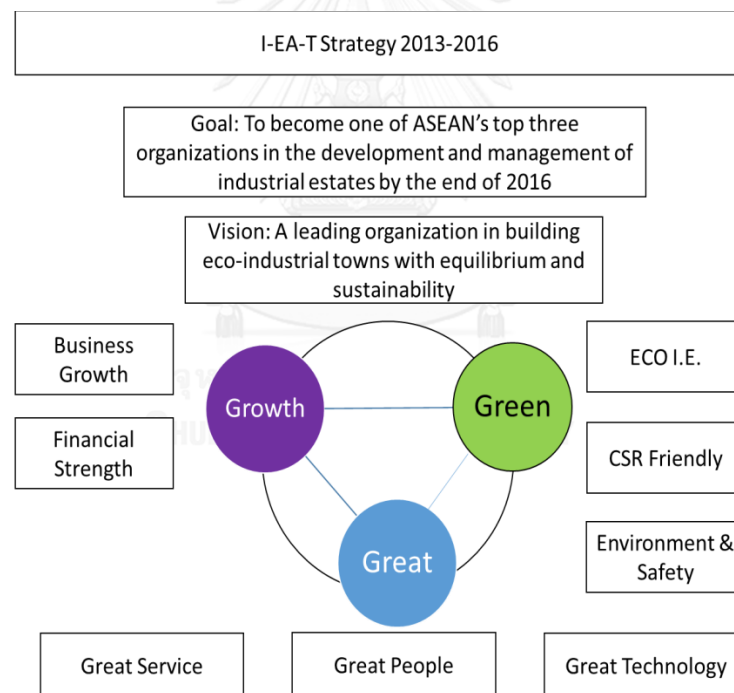 I-EA-T Strategy 2013-2016
Goal: To become one of ASEAN's top three
organizations in the development and management of
industrial estates by the end of 2016
Vision: A leading organization in building
eco-industrial towns with equilibrium and
sustainability
Business
Growth
Financial
Strength
Growth
Green
Great
ECO I.E.
CSR Friendly
Environment &
Safety
Great Service
Great People
Great Technology